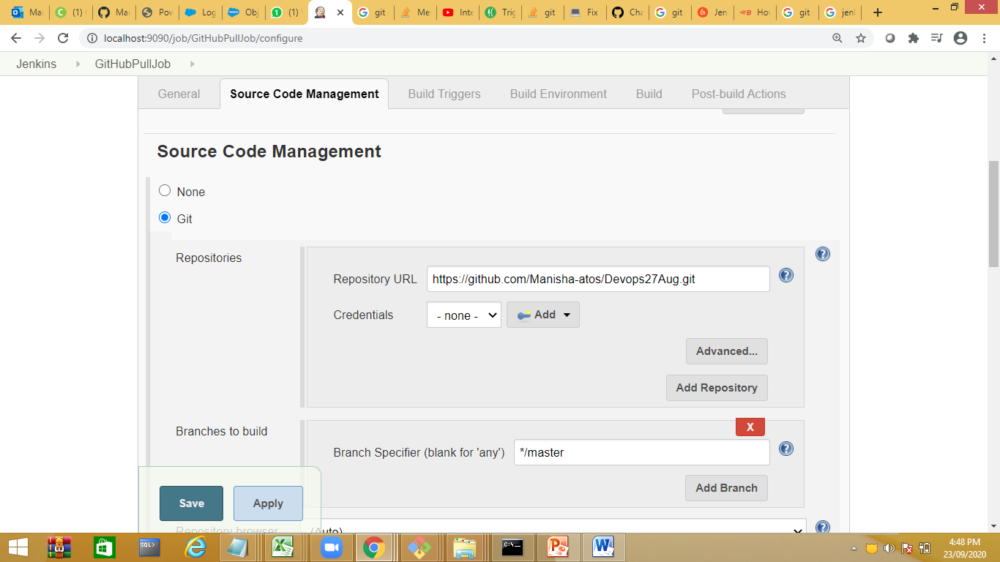 Mai
(1)
Mai
Pov
Log
Obj
(1)
git
Me
Inte
Trig
git
Fix
Cha
git
Jen
Hov
git
jenl
localhost:9090/job/GitHubPullJob/configure
Jenkins
GitHubPullJob
General
Source Code Management
Build Triggers
Build Environment
Build
Post-build Actions
Source Code Management
None
Git
Repositories
Repository URL
https://github.com/Manisha-atos/Devops27Aug.git
Credentials
- none -
Add
Advanced...
Add Repository
Branches to build
X
Branch Specifier (blank for 'any')
*/master
Add Branch
Save
Apply
Repository browser
(Auto)
SQL>
C:\
4:48 PM
23/09/2020